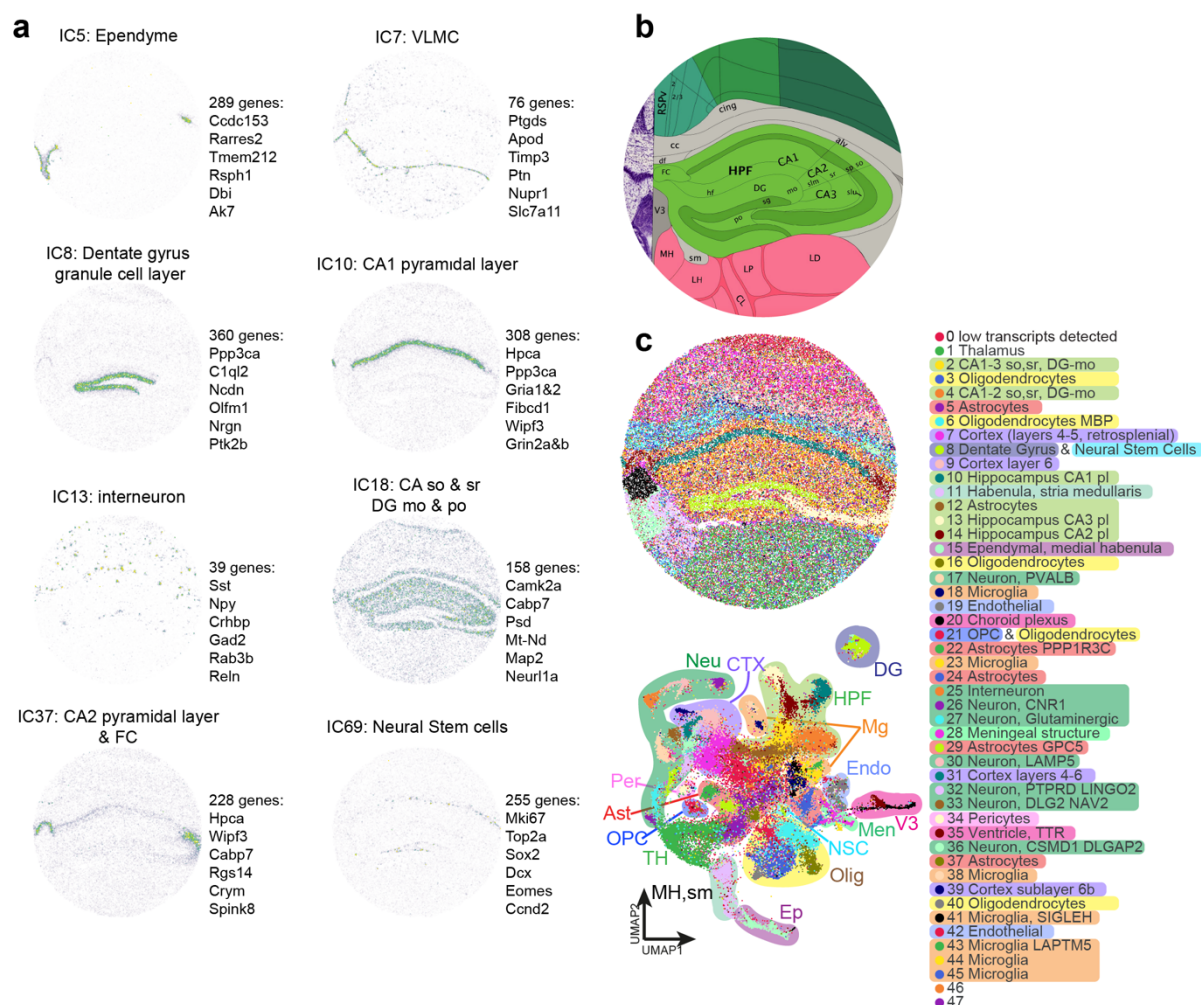 a
IC5: Ependyme
289 genes:
Ccdc153
Rarres2
Tmem212
Rsph1
Dbi
Ak7
IC7: VLMC
76 genes:
Ptgds
Apod
Timp3
Ptn
Nupr1
Slc7a11
IC8: Dentate gyrus
granule cell layer
360 genes:
Ppp3ca
C1ql2
Ncdn
Olfm1
Nrgn
Ptk2b
IC10: CA1 pyramidal layer
308 genes:
Hpca
Ppp3ca
Gria1&2
Fibcd1
Wipf3
Grin2a&b
IC13: interneuron
39 genes:
Sst
Npy
Crhbp
Gad2
Rab3b
Reln
IC18: CA so & sr
DG mo & po
158 genes:
Camk2a
Cabp7
Psd
Mt-Nd
Map2
Neurl1a
IC37: CA2 pyramidal layer
& FC
228 genes:
Hpca
Wipf3
Cabp7
Rgs14
Crym
Spink8
IC69: Neural Stem cells
255 genes:
Mki67
Top2a
Sox2
Dcx
Eomes
Ccnd2
b
RSPv
2
2/3
cing
cc
alv
df
FC
CA1
HPF
CA2
sp so
slm sr
hf
DG
mo
CA3
slu
sg
V3
po
MH
sm
LH
LP
LD
CL
c
0 low transcripts detected
1 Thalamus
2 CA1-3 so,sr, DG-mo
3 Oligodendrocytes
4 CA1-2 so,sr, DG-mo
5 Astrocytes
6 Oligodendrocytes MBP
7 Cortex (layers 4-5, retrosplenial)
8 Dentate Gyrus & Neural Stem Cells
9 Cortex layer 6
10 Hippocampus CA1 pl
11 Habenula, stria medullaris
12 Astrocytes
13 Hippocampus CA3 pl
14 Hippocampus CA2 pl
15 Ependymal, medial habenula
16 Oligodendrocytes
17 Neuron, PVALB
18 Microglia
19 Endothelial
20 Choroid plexus
21 OPC & Oligodendrocytes
22 Astrocytes PPP1R3C
23 Microglia
24 Astrocytes
25 Interneuron
26 Neuron, CNR1
27 Neuron, Glutaminergic
28 Meningeal structure
29 Astrocytes GPC5
30 Neuron, LAMP5
31 Cortex layers 4-6
32 Neuron, PTPRD LINGO2
33 Neuron, DLG2 NAV2
34 Pericytes
35 Ventricle, TTR
36 Neuron, CSMD1 DLGAP2
37 Astrocytes
38 Microglia
39 Cortex sublayer 6b
40 Oligodendrocytes
41 Microglia, SIGLEH
42 Endothelial
43 Microglia LAPTM5
44 Microglia
45 Microglia
46
47
DG
Neu
CTX
HPF
Mg
Endo
Per
Ast
OPC
TH
V3
Men
NSC
Olig
MH,sm
Ep
UMAP2
UMAP1